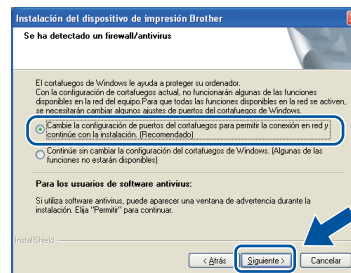 Instalación del dispositivo de impresión Brother
Se ha detectado un firewall/antivirus
El cortafuegos de Windows le ayuda a proteger su ordenador.
Con la configuración de cortafuegos actual, no funcionarán algunas de las funciones
disponibles en la red del equipo.Para que todas las funciones disponibles en la red se activen,
se necesitarán cambiar algunos ajustes de puertos del cortafuegos de Windows.
Cambie la configuración de puertos del cortafuegos para permitir la conexión en red y
continúe con la instalación. (Recomendado)
Continúe sin cambiar la configuración del cortafuegos de Windows. (Algunas de las
funciones no estarán disponibles)
Para los usuarios de software antivirus:
Si utiliza software antivirus, puede aparecer una ventana de advertencia durante la
instalación. Elija "Permitir" para continuar.
InstallShield
< Atrás
Siguiente >
Cancelar